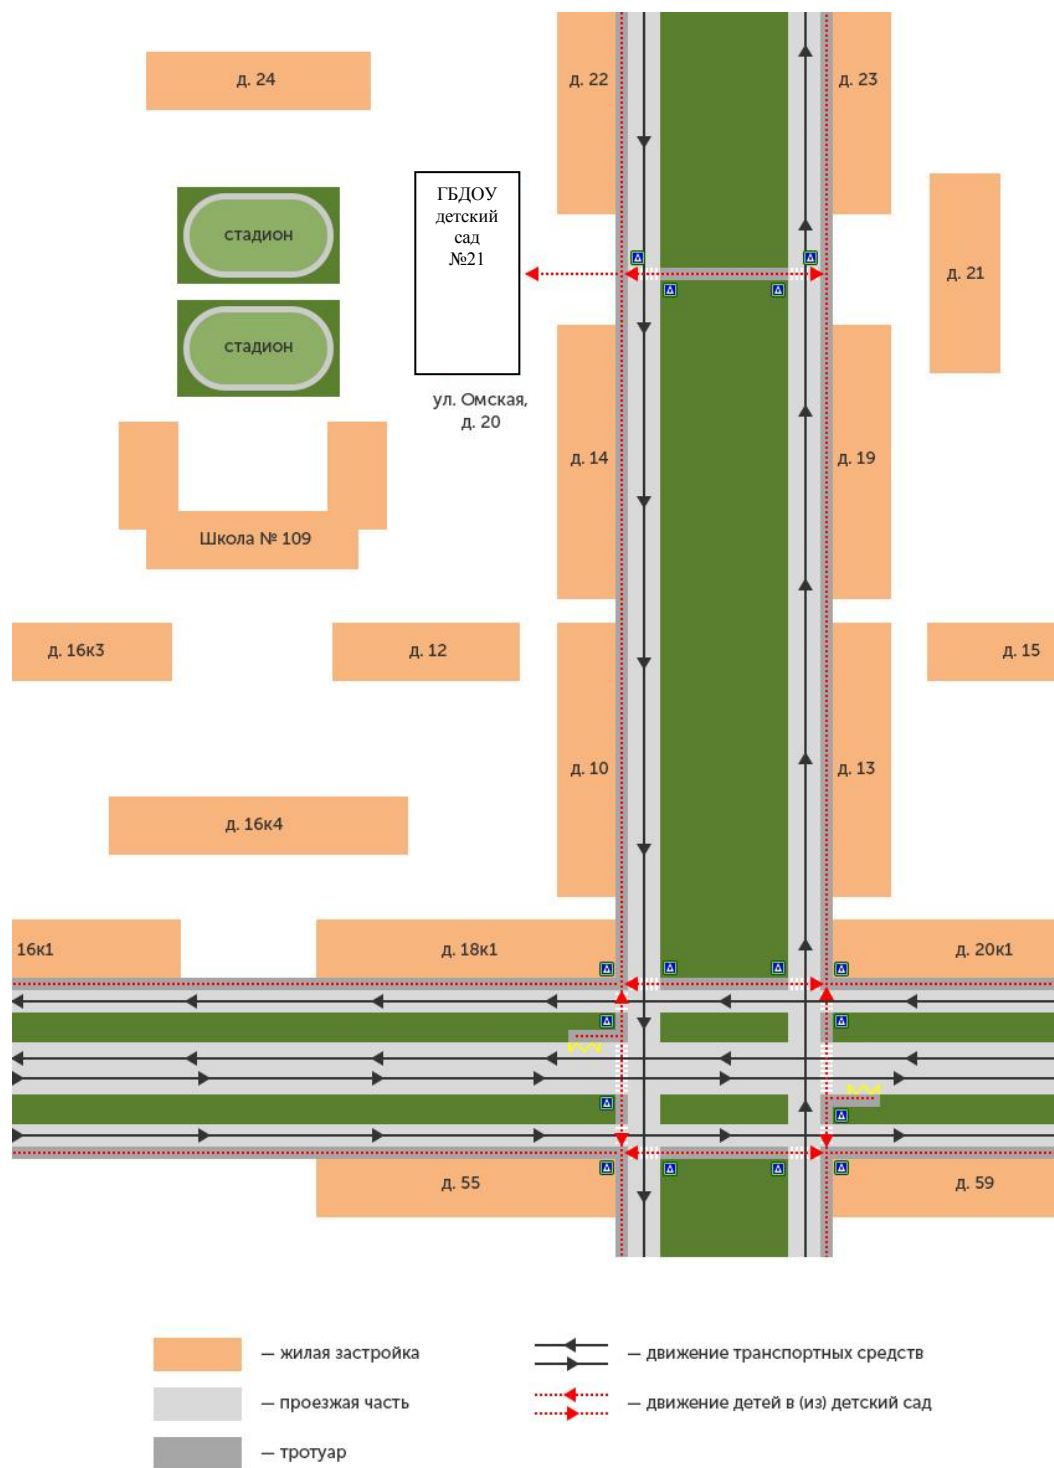 д. 24
д. 22
д. 23
ГБДОУ
детский
сад
№21
стадион
д. 21
стадион
ул. Омская,
д. 20
д. 14
д. 19
Школа № 109
д. 16к3
д. 12
д. 15
д. 10
д. 13
д. 16к4
16к1
д. 18к1
д. 20к1
д. 55
д. 59
— жилая застройка
— движение транспортных средств
— проезжая часть
— движение детей в (из) детский сад
— тротуар